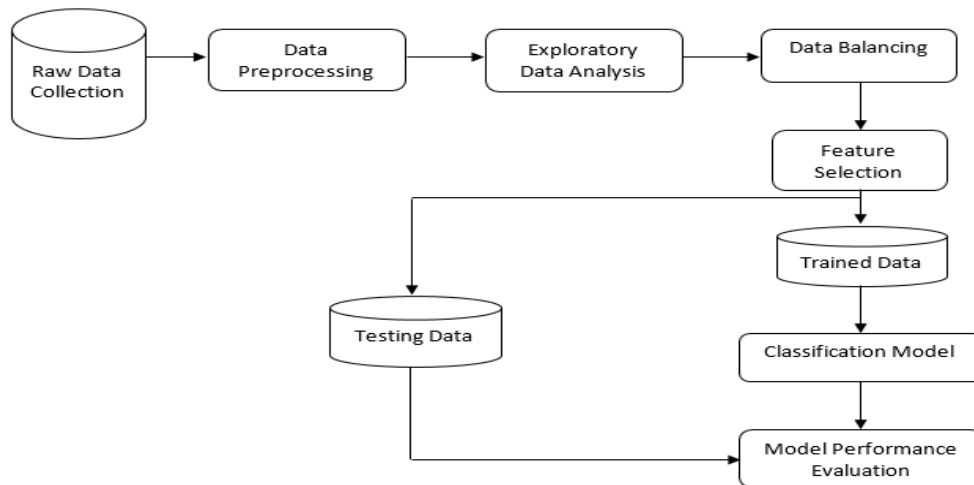 Raw Data
Collection
Data
Preprocessing
Exploratory
Data Analysis
Data Balancing
Feature
Selection
Trained Data
Testing Data
Classification Model
Model Performance
Evaluation